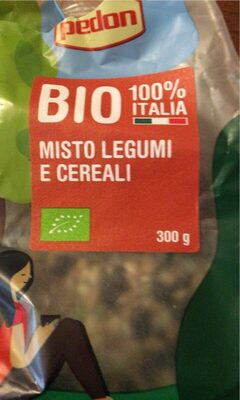 pedon
BIO 100% ITALIA
MISTO LEGUMI
E CEREALI
300 g